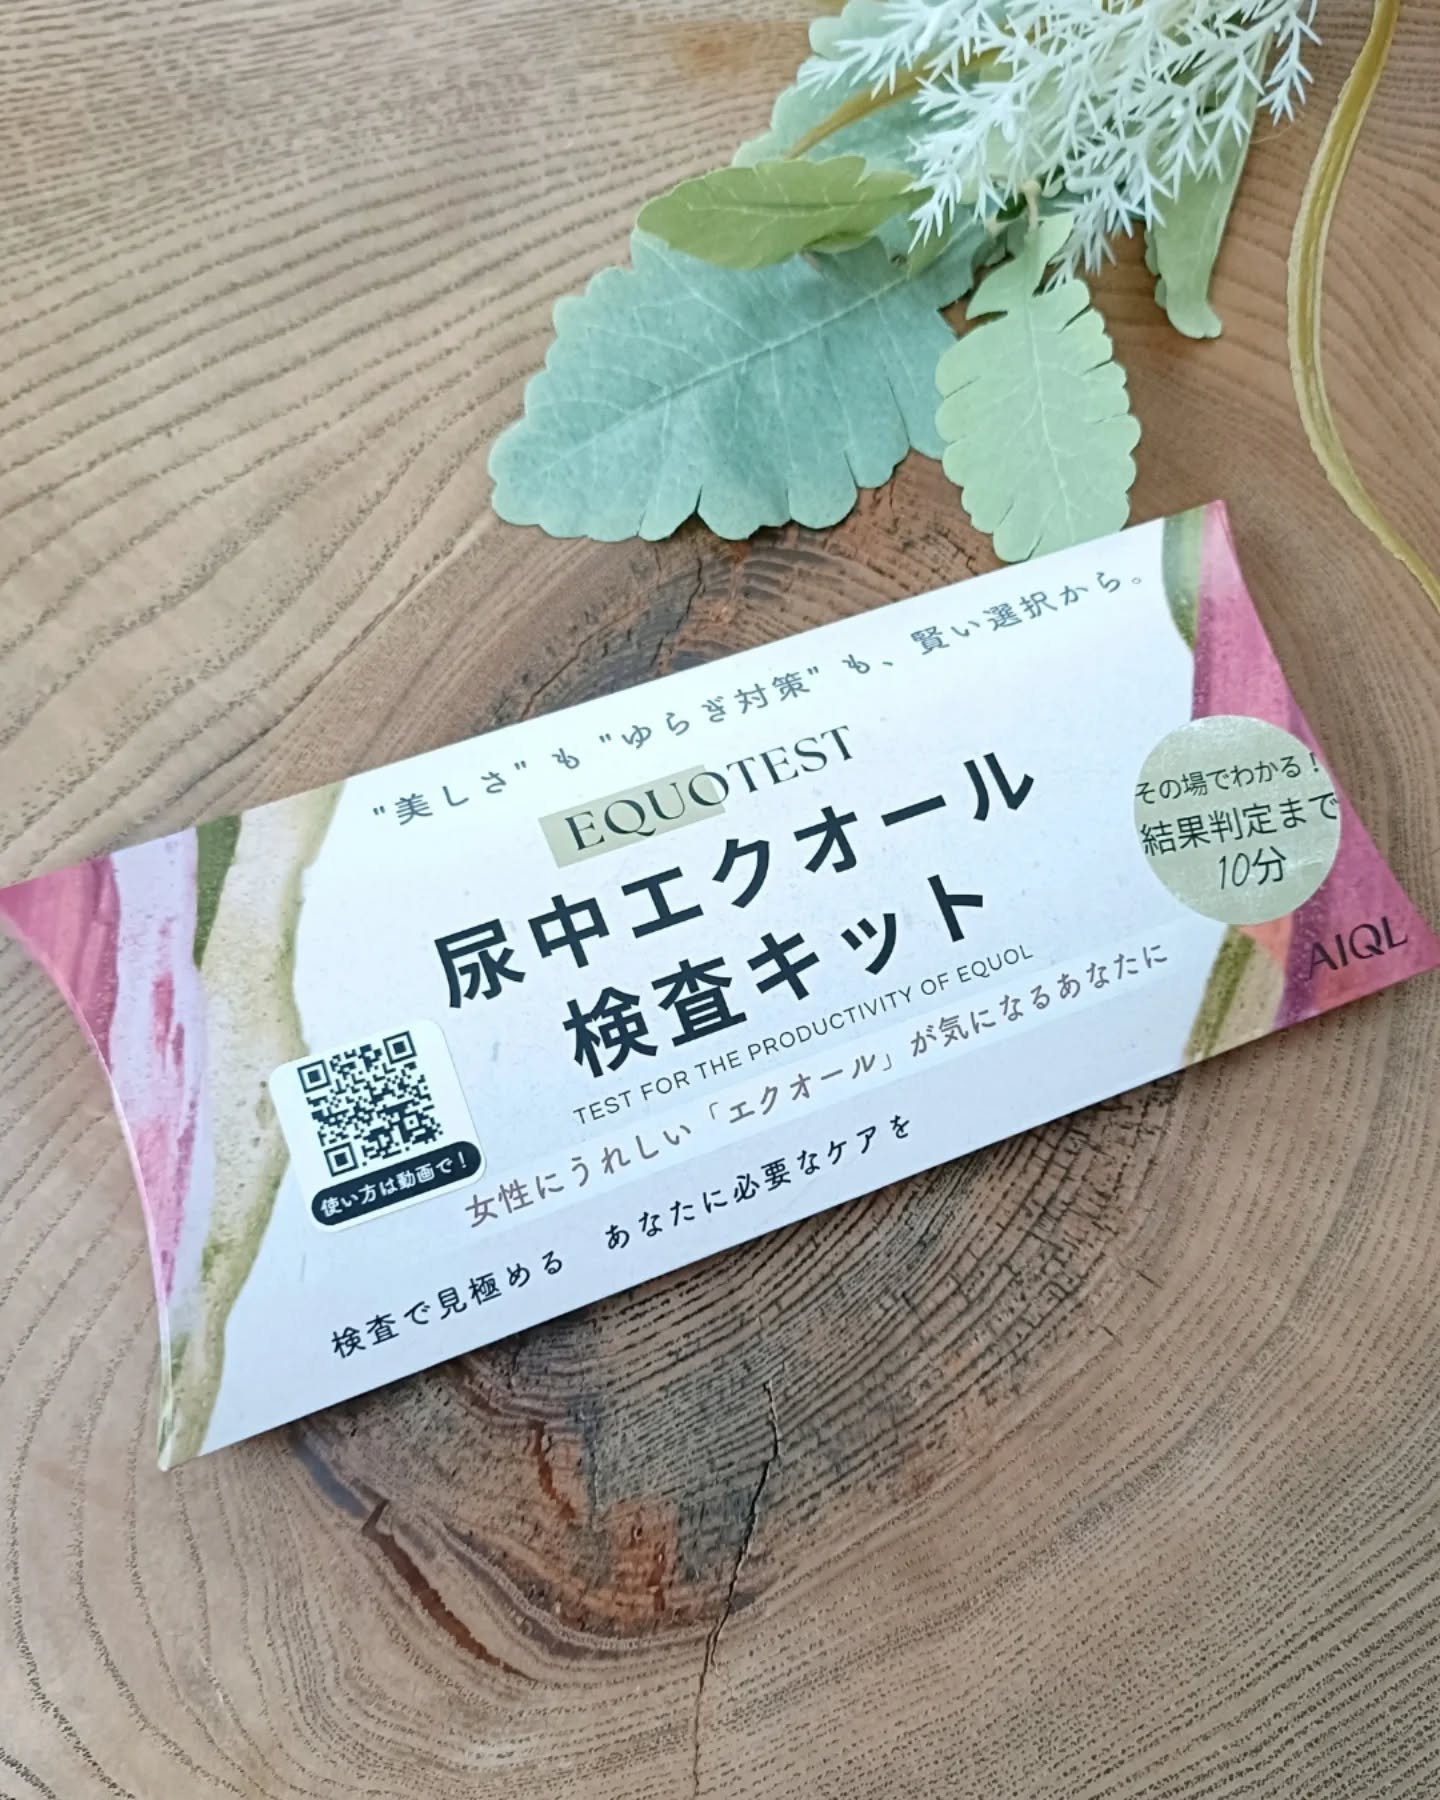 "美しさ" も "ゆらぎ対策" も、賢い選択から。
EQUOTEST
尿中エクオール
検査キット
TEST FOR THE PRODUCTIVITY OF EQUOL
女性にうれしい「エクオール」が気になるあなたに
検査で見極める あなたに必要なケアを
使い方は動画で！
その場でわかる！
結果判定まで
10分
AIQL